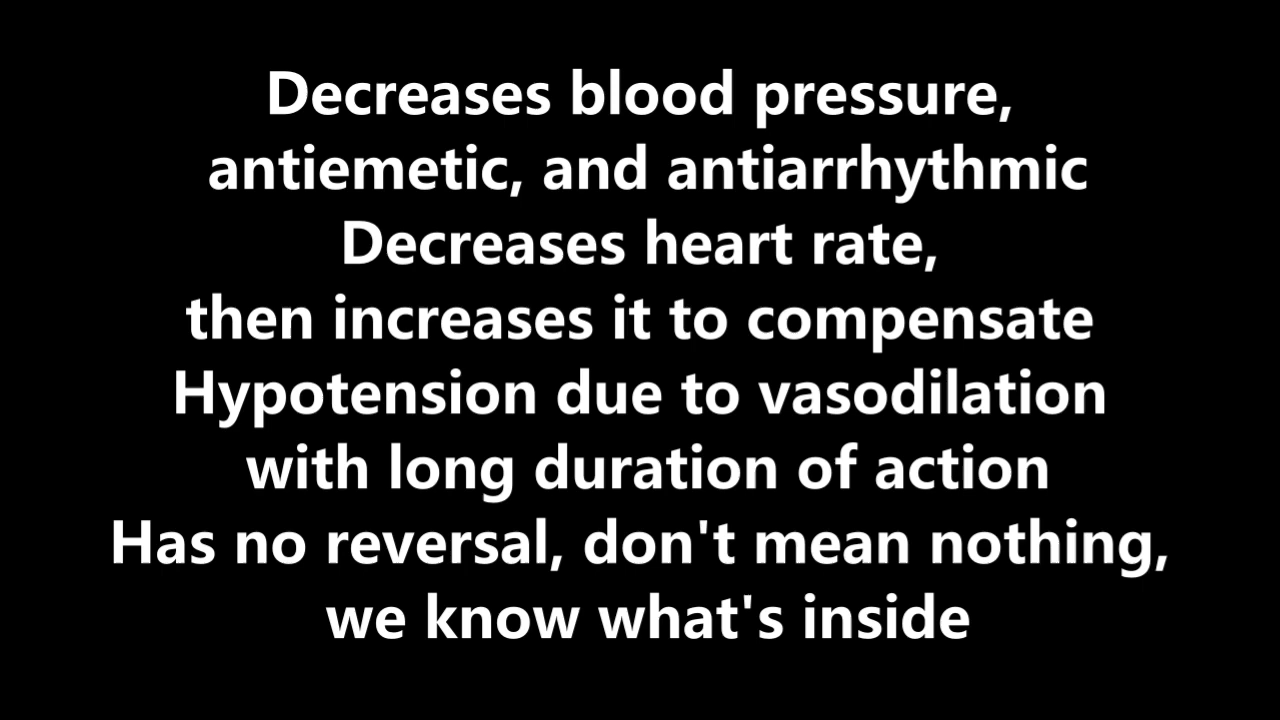 Decreases blood pressure,
antiemetic, and antiarrhythmic
Decreases heart rate,
then increases it to compensate
Hypotension due to vasodilation
with long duration of action
Has no reversal, don't mean nothing,
we know what's inside